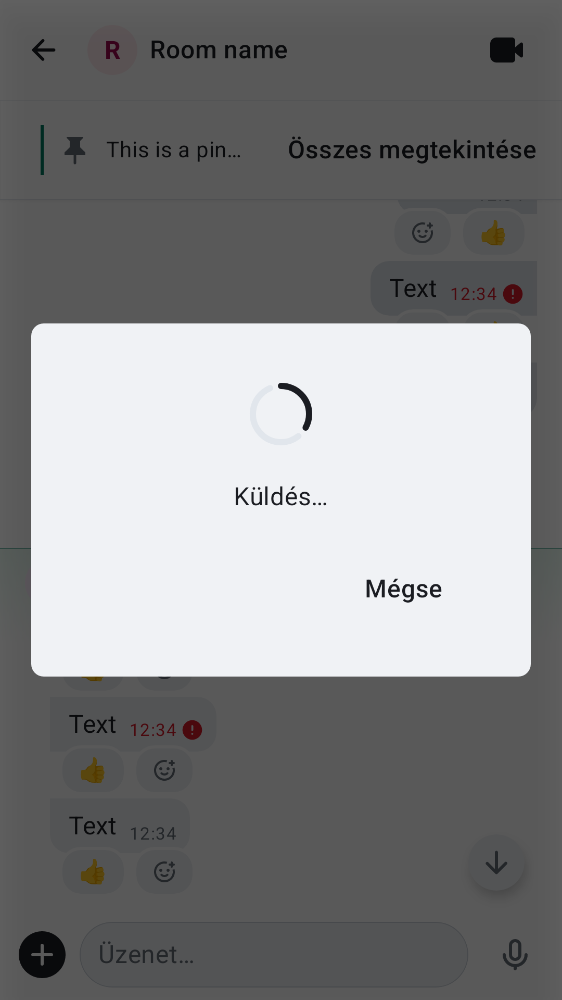 R Room name
This is a pin… Összes megtekintése
Text 12:34
Küldés…
Mégse
Text 12:34
Text 12:34
Üzenet…